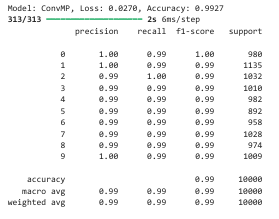 Model: ConvMP, Loss: 0.0270, Accuracy: 0.9927
313/313 ━━━━━━━━━━━━━━━━━━━━ 2s 6ms/step
precision recall f1-score support
0 1.00 0.99 1.00 980
1 1.00 0.99 0.99 1135
2 0.99 1.00 0.99 1032
3 0.99 0.99 0.99 1010
4 0.99 0.99 0.99 982
5 0.99 0.99 0.99 892
6 0.99 0.99 0.99 958
7 0.99 0.99 0.99 1028
8 0.99 0.99 0.99 974
9 1.00 0.99 0.99 1009
accuracy 0.99 10000
macro avg 0.99 0.99 0.99 10000
weighted avg 0.99 0.99 0.99 10000